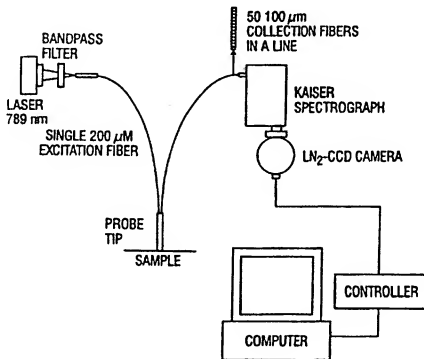 50 100 µm
COLLECTION FIBERS
IN A LINE
BANDPASS
FILTER
LASER
789 nm
KAISER
SPECTROGRAPH
SINGLE 200 µM
EXCITATION FIBER
LN2-CCD CAMERA
PROBE
TIP
SAMPLE
CONTROLLER
COMPUTER